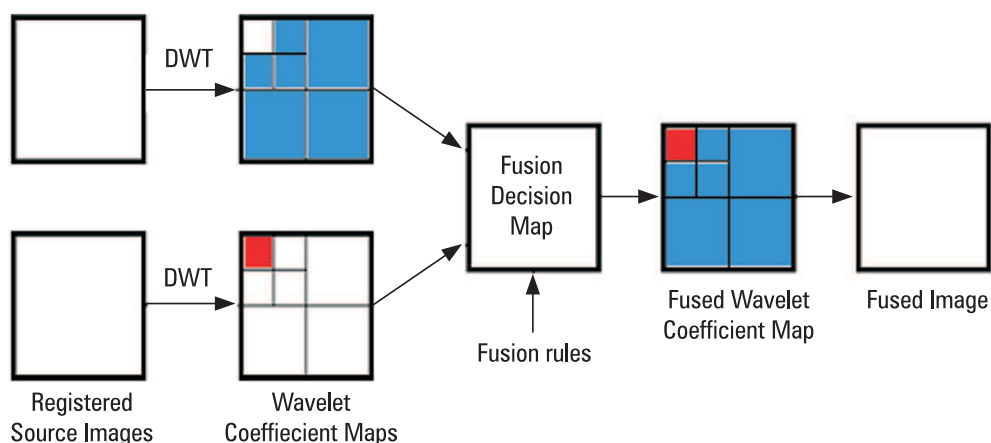 DWT
DWT
Fusion
Decision
Map
Fusion rules
Registered
Source Images
Wavelet
Coeffiecient Maps
Fused Wavelet
Coefficient Map
Fused Image